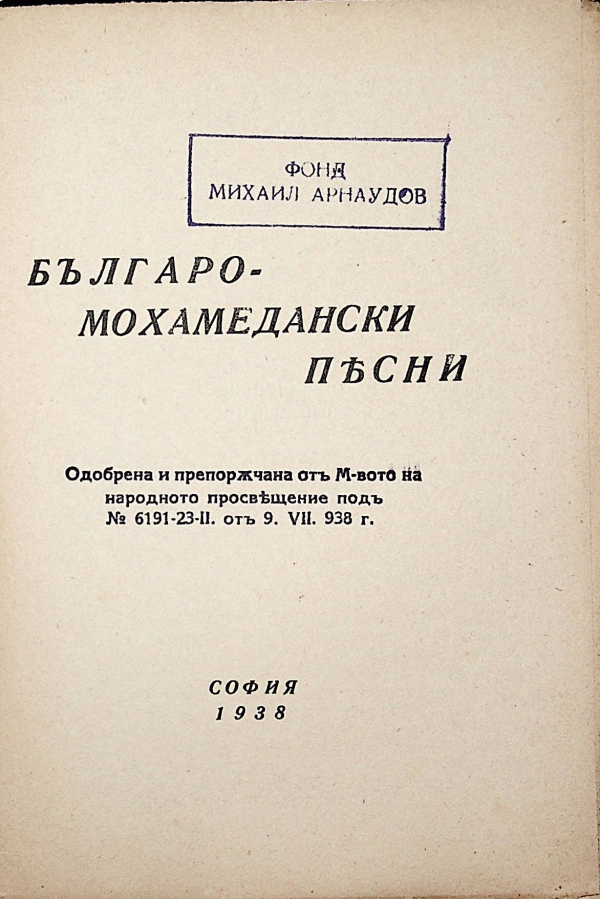 ФОНД
МИХАИЛ АРНАУДОВ
БЪЛГАРО-
МОХАМЕДАНСКИ
ПѢСНИ
Одобрена и препорѫчана отъ М-вото на
народното просвѣщение подъ
№ 6191-23-II. отъ 9. VII. 938 г.
СОФИЯ
1938